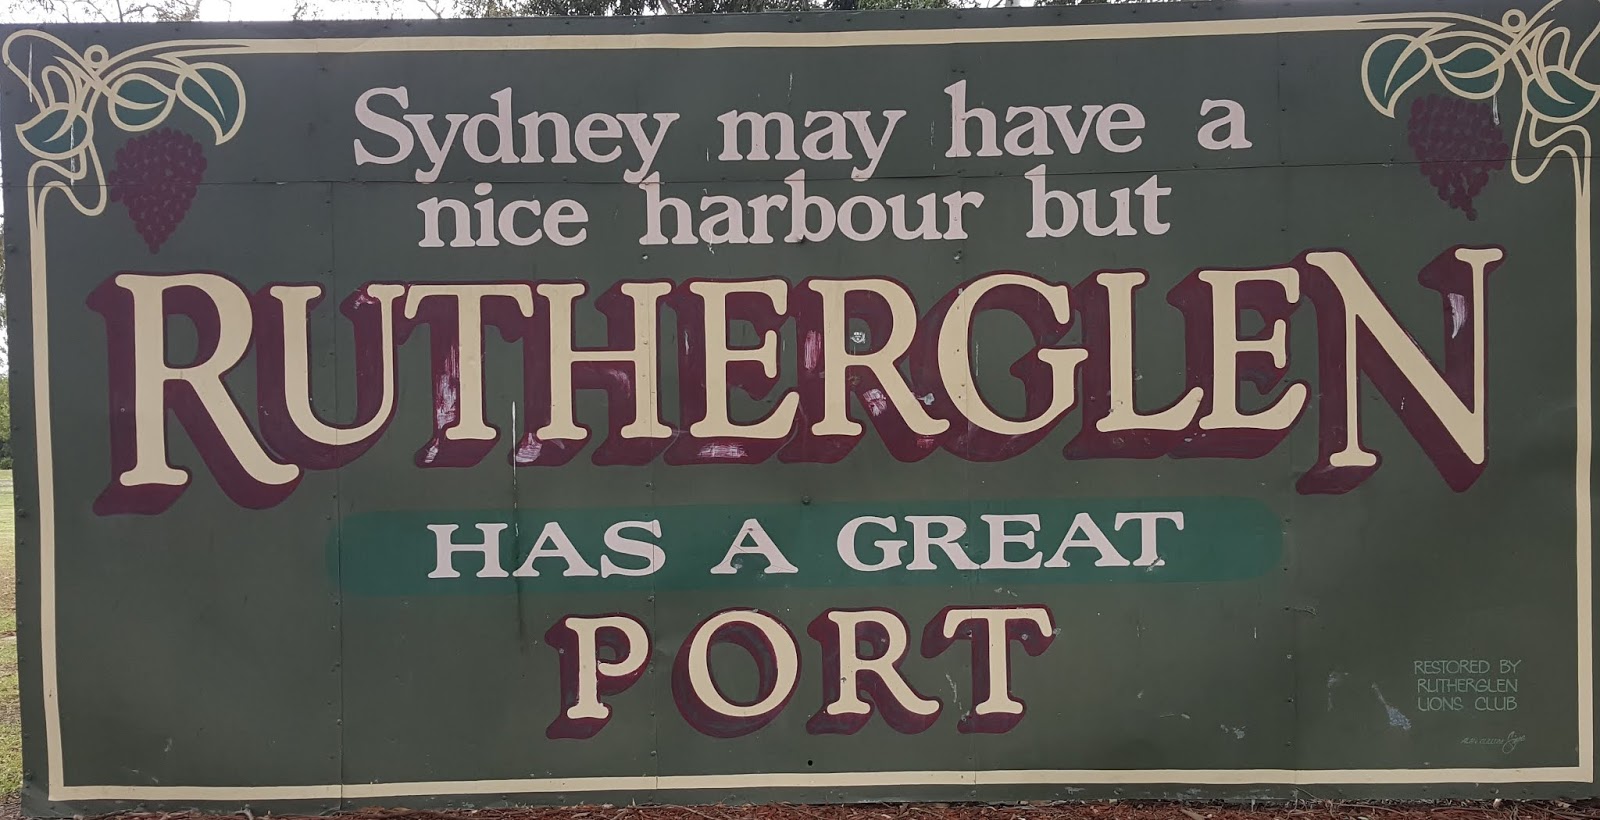 Sydney may have a
nice harbour but
RUTHERGLEN
HAS A GREAT
PORT
RESTORED BY
RUTHERGLEN
LIONS CLUB